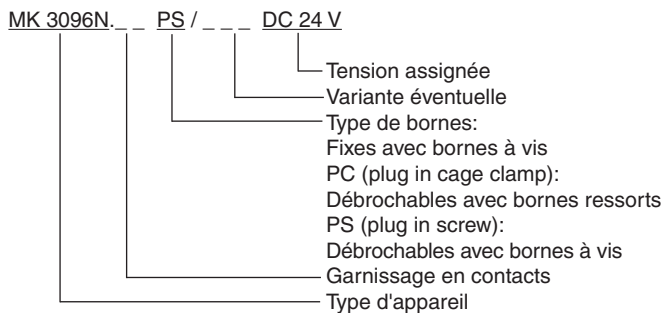 MK 3096N._ _ PS / _ _ _ DC 24 V
Tension assignée
Variante éventuelle
Type de bornes:
Fixes avec bornes à vis
PC (plug in cage clamp):
Débrochables avec bornes ressorts
PS (plug in screw):
Débrochables avec bornes à vis
Garnissage en contacts
Type d'appareil